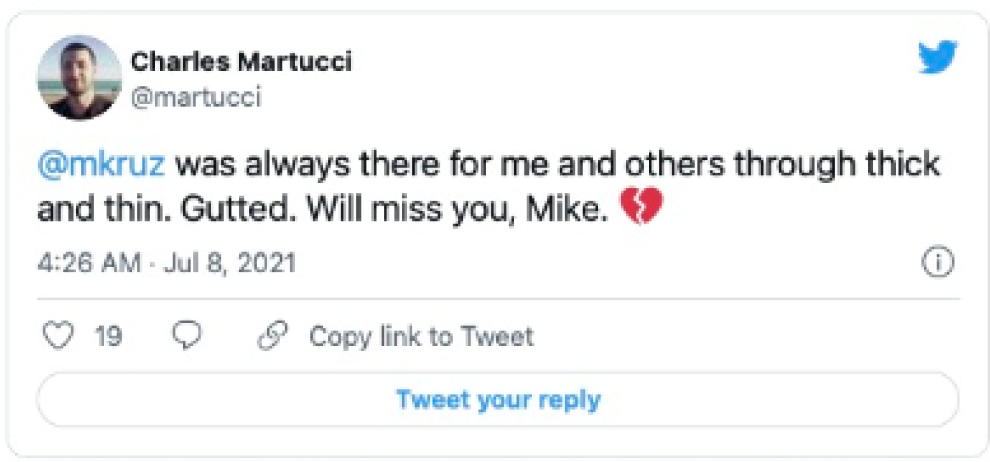 Charles Martucci
@martucci
@mkruz was always there for me and others through thick
and thin. Gutted. Will miss you, Mike. 💔
4:26 AM · Jul 8, 2021
19 Copy link to Tweet
Tweet your reply